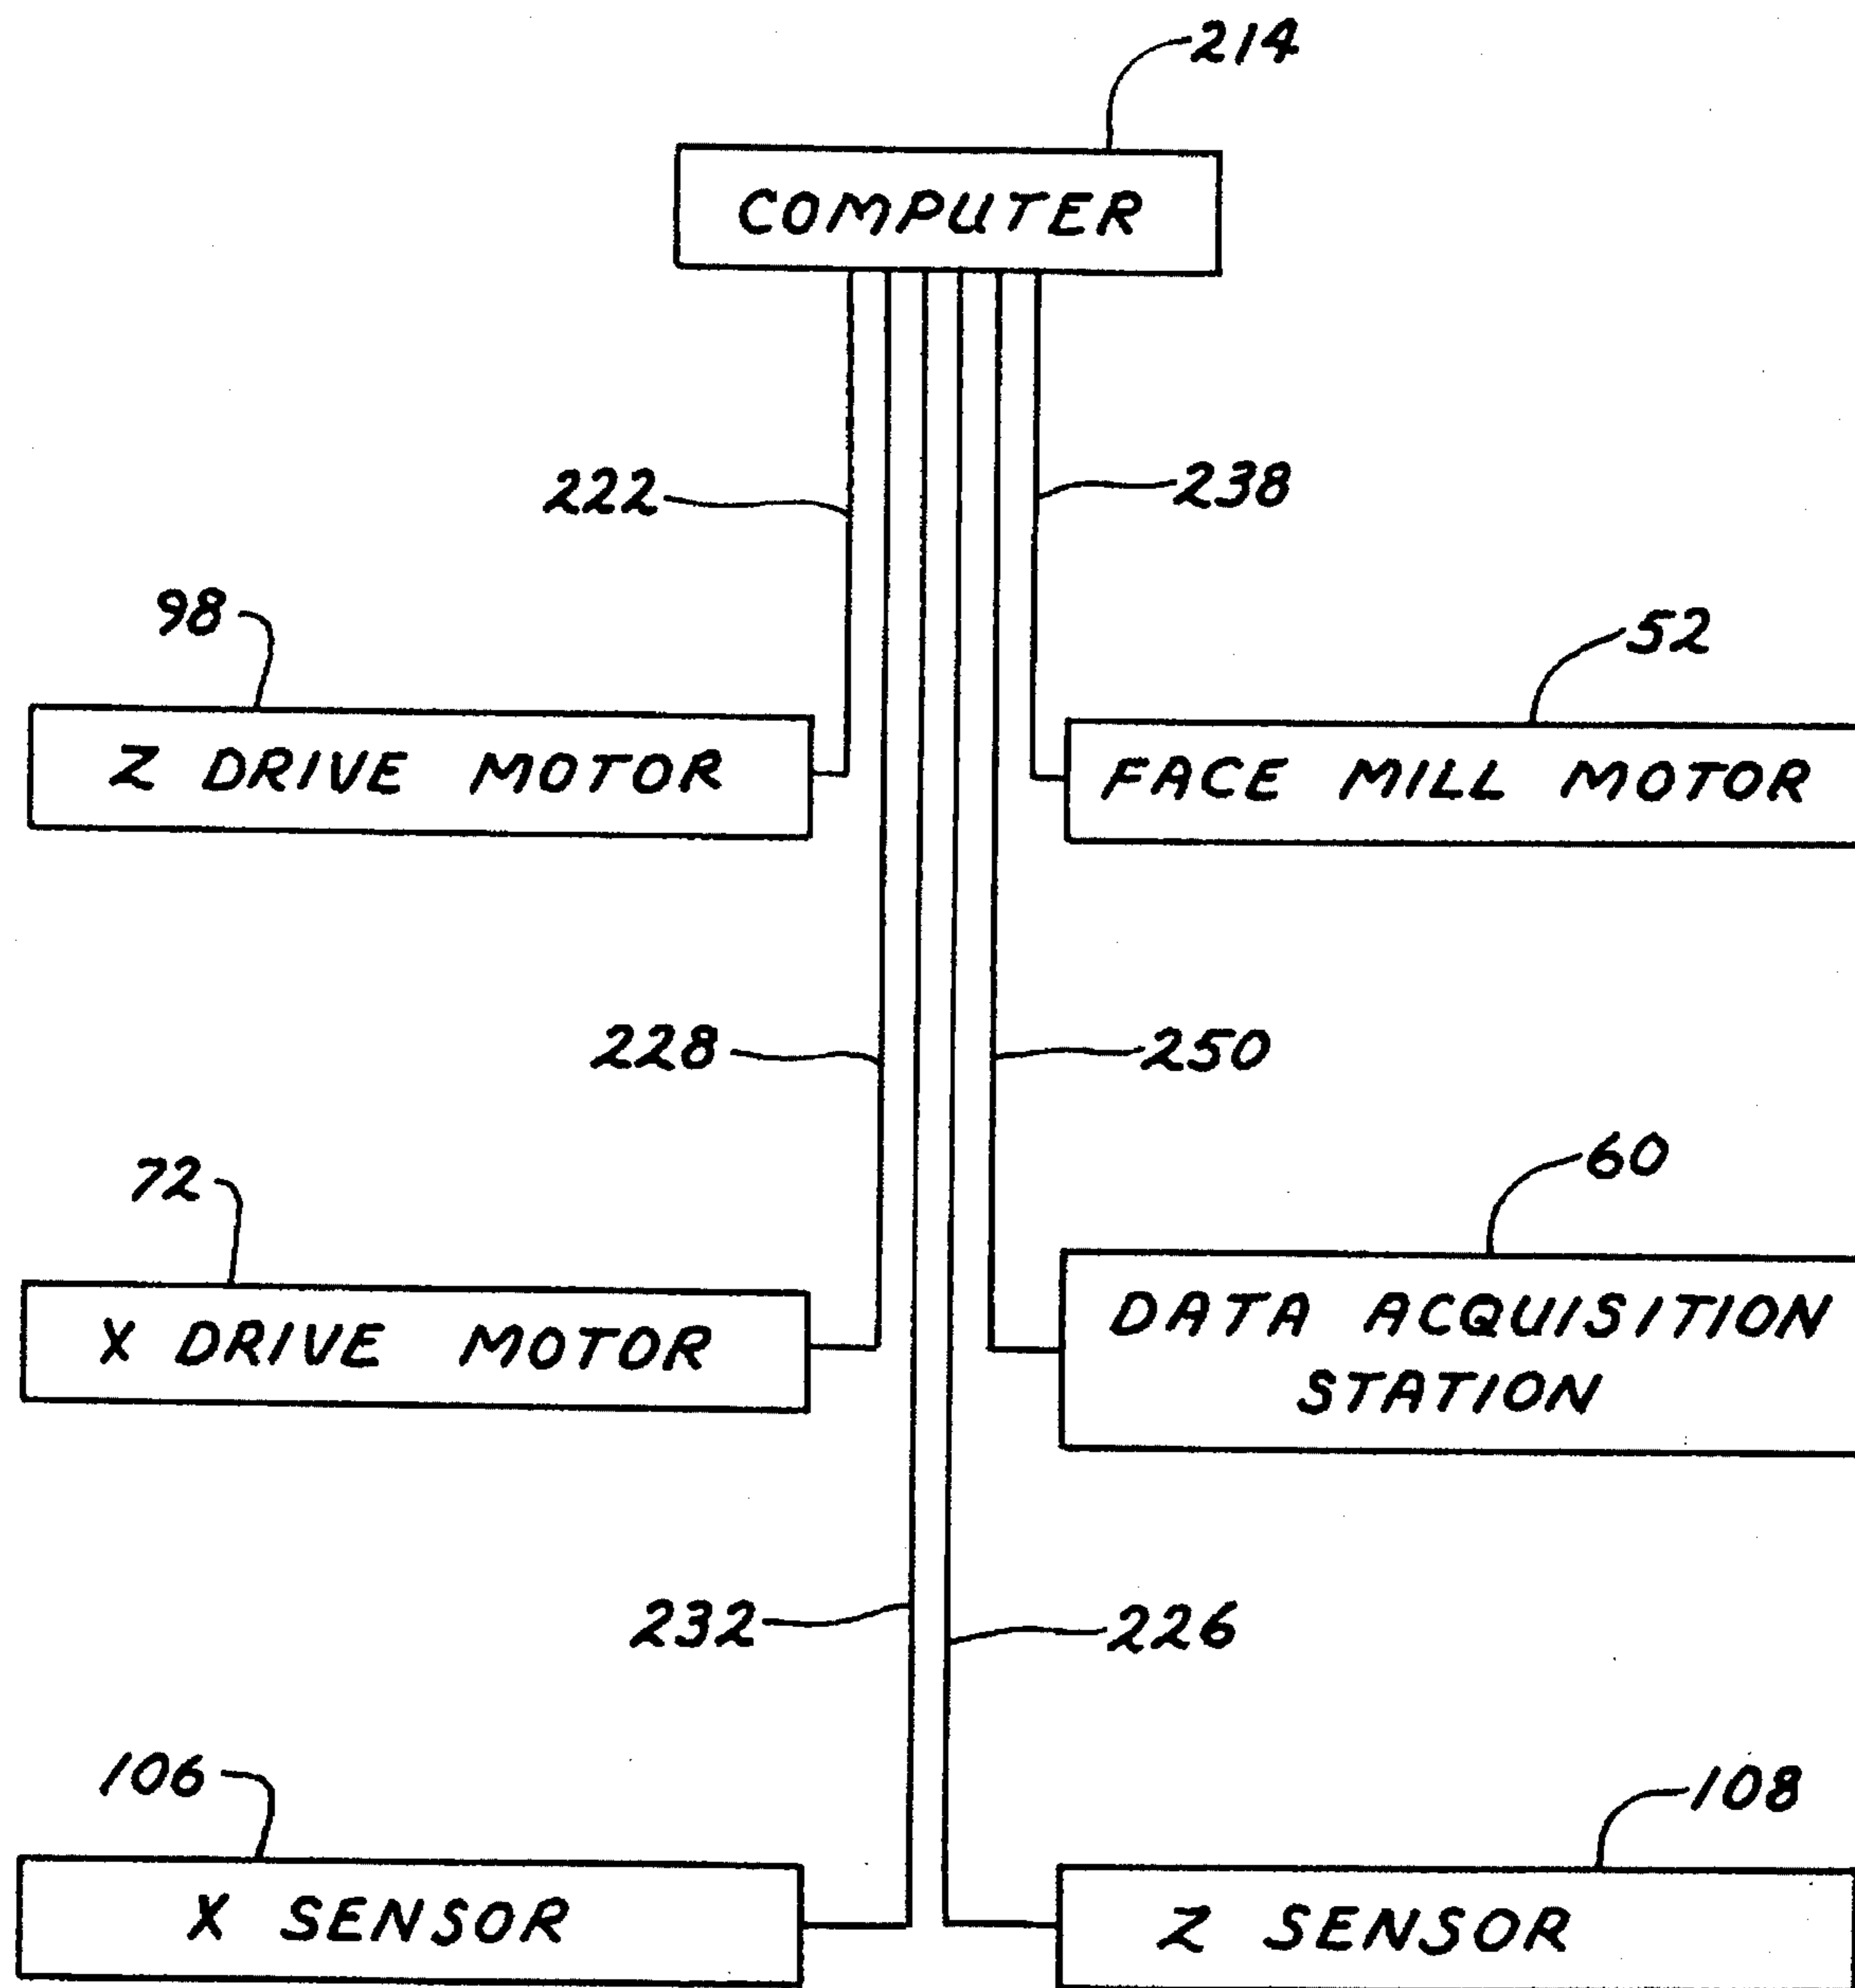 214
COMPUTER
222
238
98
52
Z DRIVE MOTOR
FACE MILL MOTOR
228
250
72
60
X DRIVE MOTOR
DATA ACQUISITION
STATION
232
226
106
108
X SENSOR
Z SENSOR